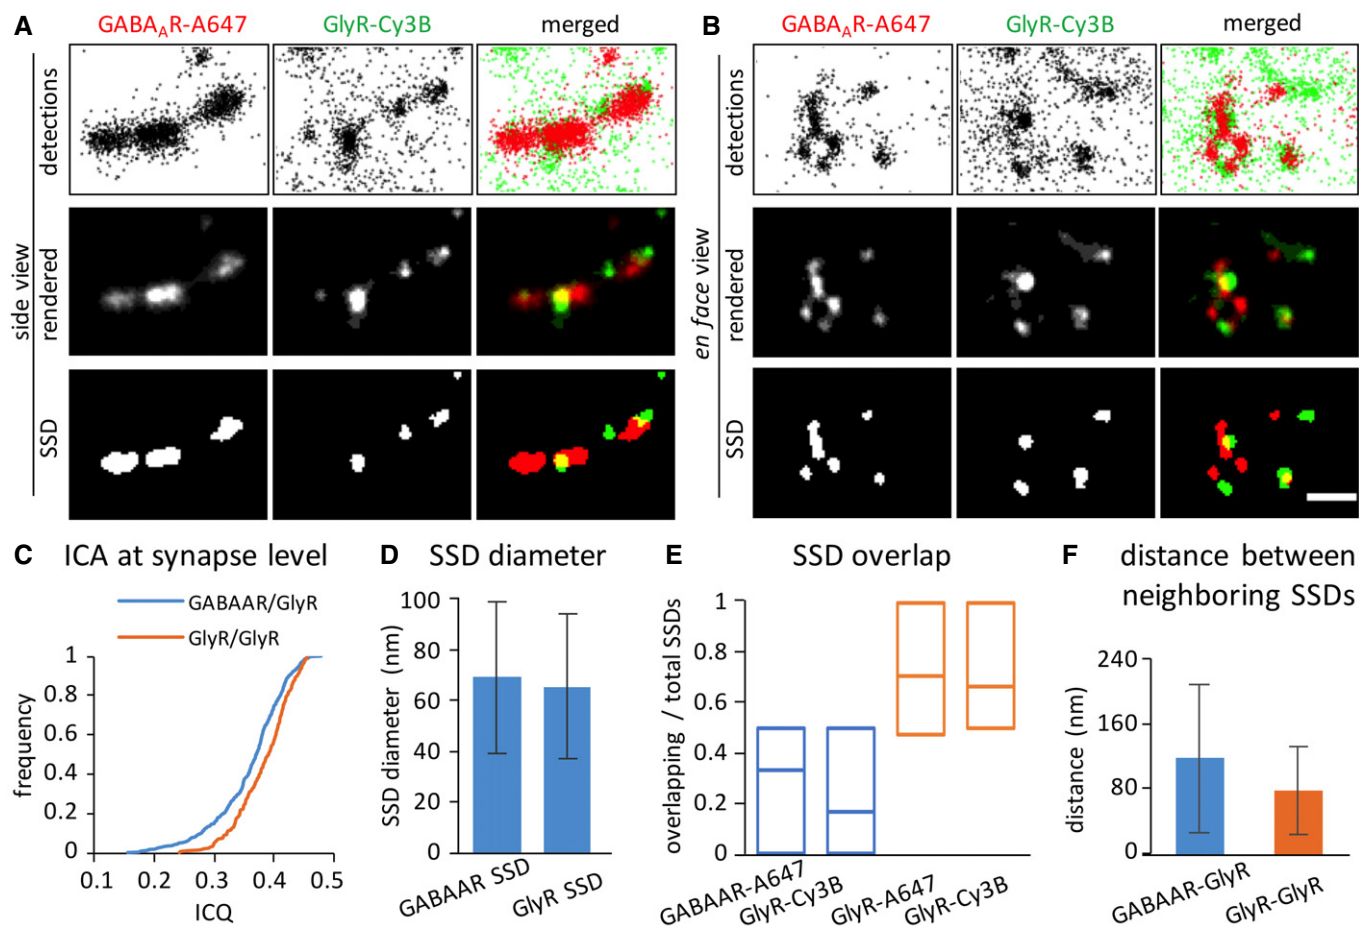 A
GABAAR-A647
GlyR-Cy3B
merged
detections
rendered
SSD
side view
B
GABAAR-A647
GlyR-Cy3B
merged
detections
rendered
SSD
en face view
C
ICA at synapse level
GABAAR/GlyR
GlyR/GlyR
frequency
1
0.8
0.6
0.4
0.2
0
0.1 0.2 0.3 0.4 0.5
ICQ
D
SSD diameter
SSD diameter (nm)
100
80
60
40
20
0
GABAAR SSD
GlyR SSD
E
SSD overlap
overlapping / total SSDs
1
0.8
0.6
0.4
0.2
0
GABAAR-A647
GlyR-Cy3B
GlyR-A647
GlyR-Cy3B
F
distance between
neighboring SSDs
distance (nm)
240
160
80
0
GABAAR-GlyR
GlyR-GlyR